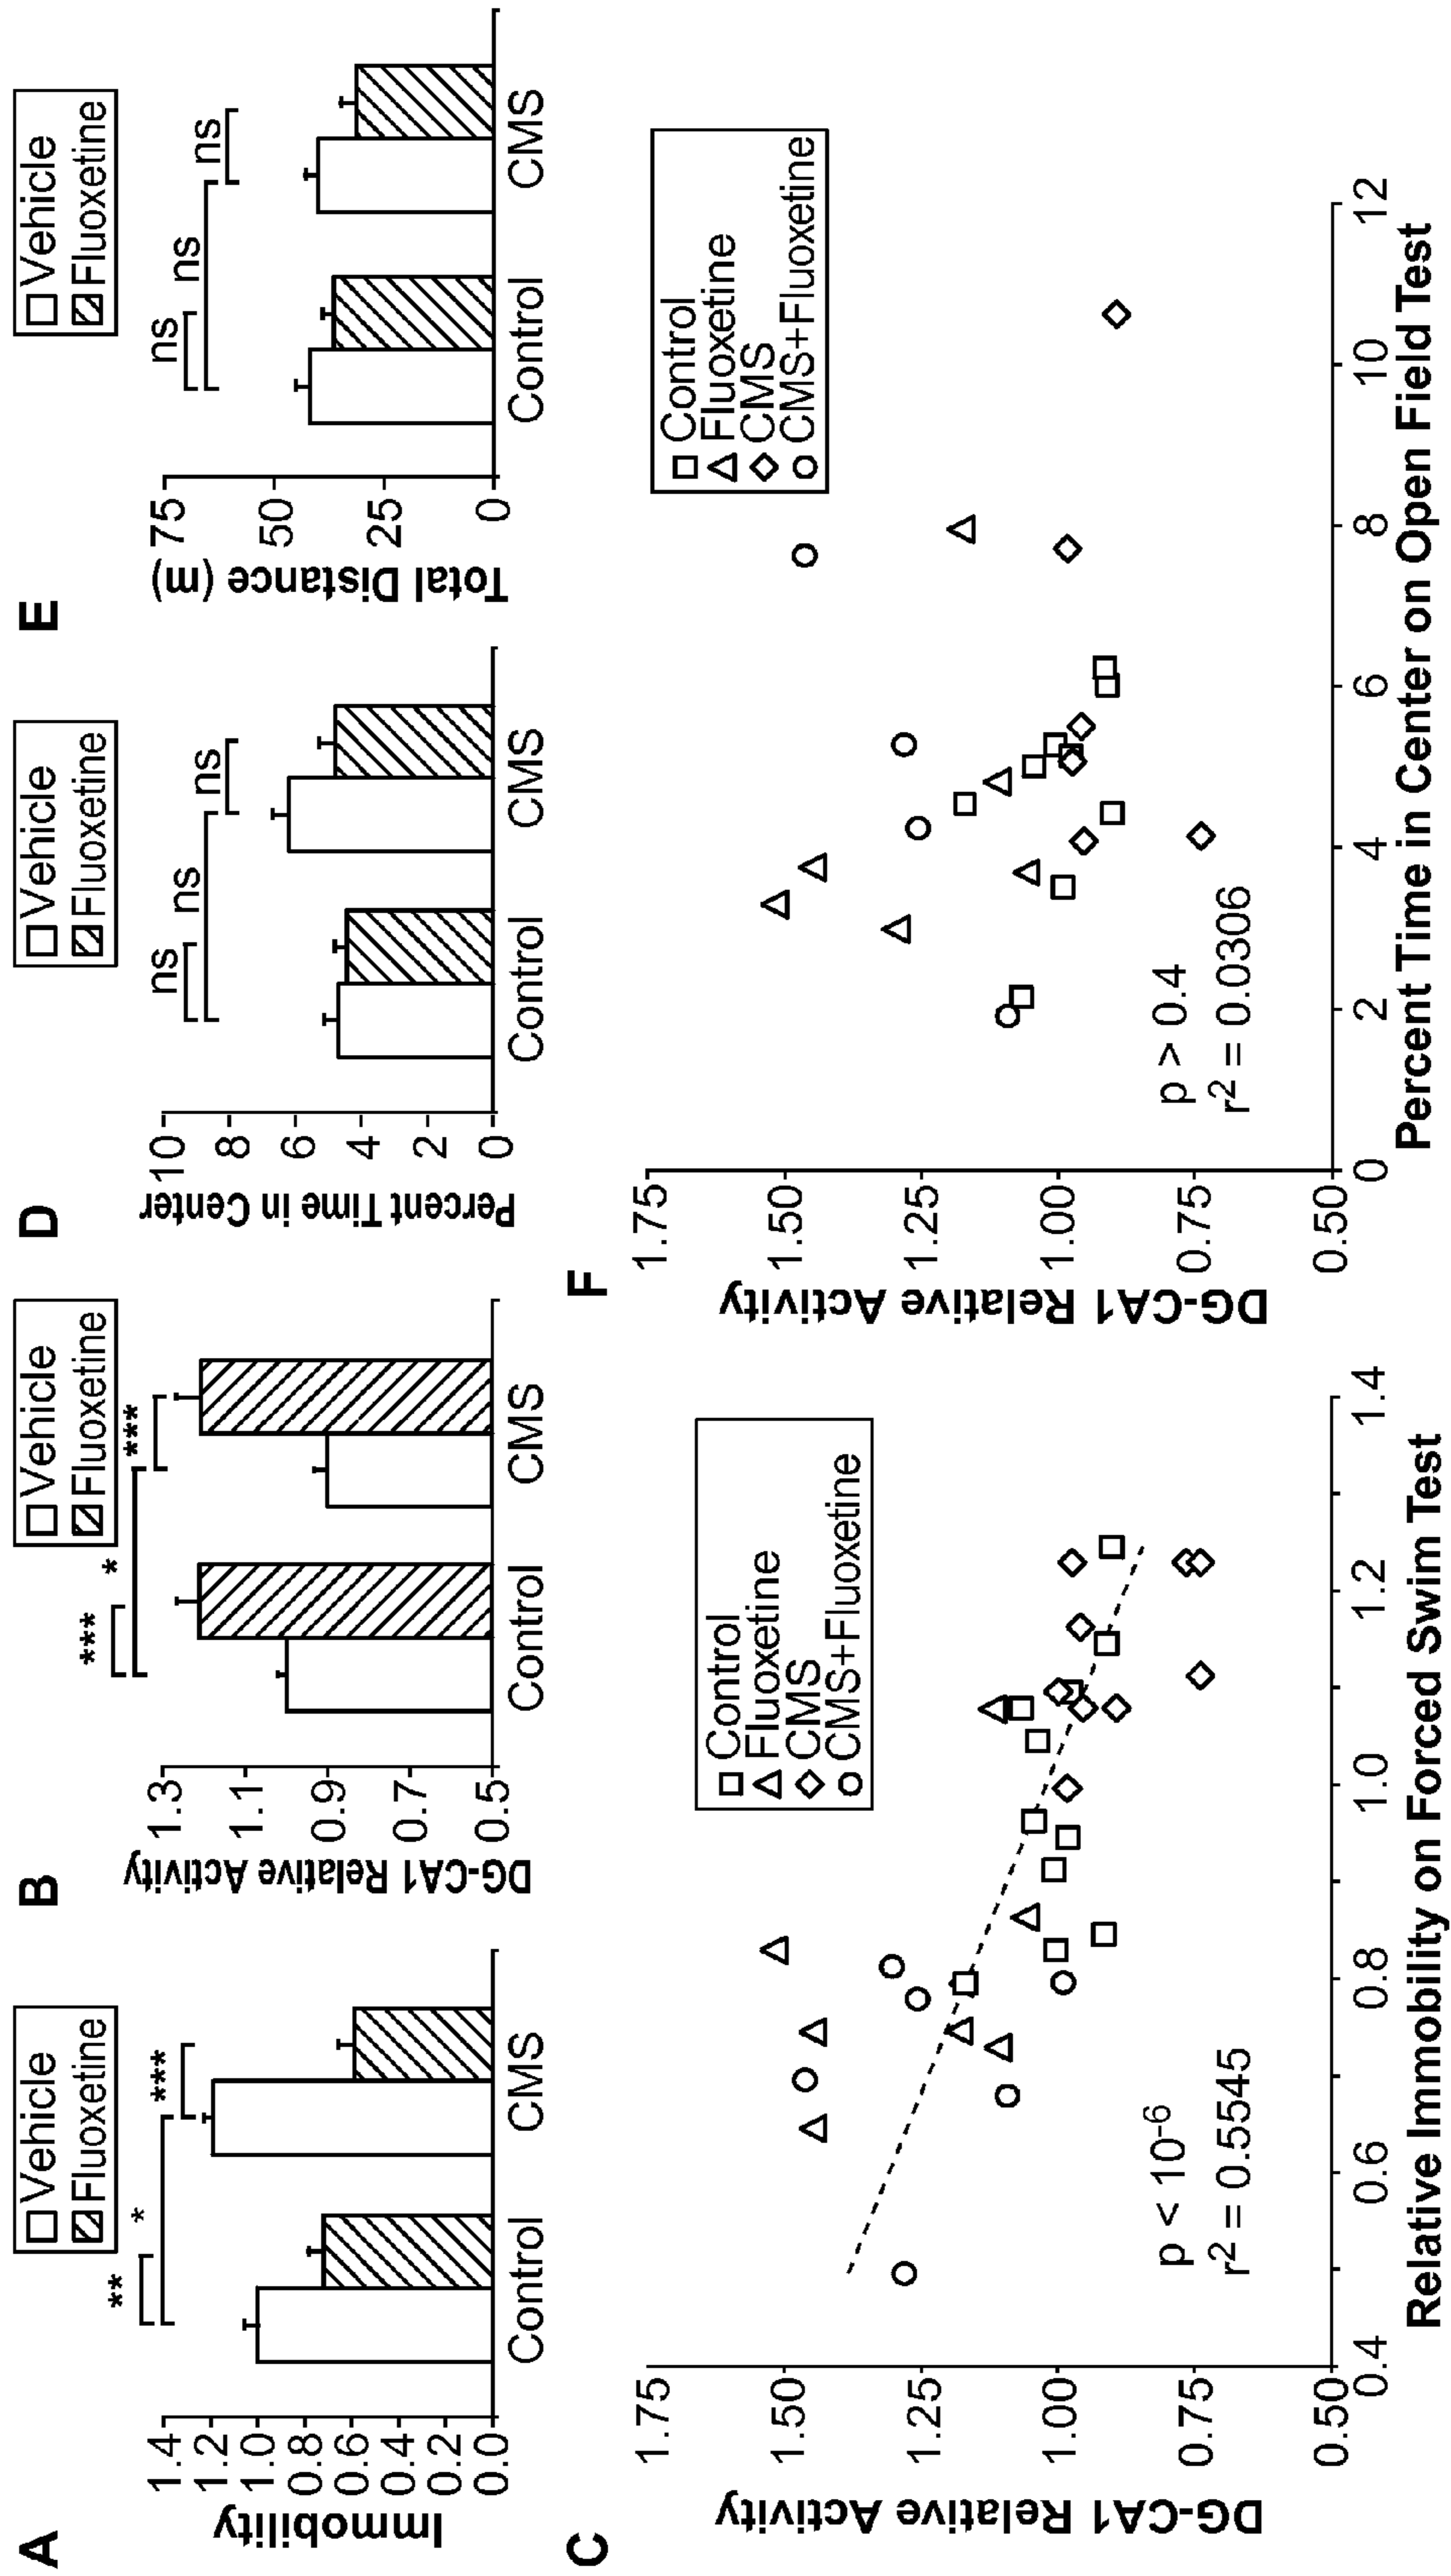 A
Vehicle
Fluoxetine
Immobility
1.4
1.2
1.0
0.8
0.6
0.4
0.2
0.0
**
*
***
Control
CMS
B
Vehicle
Fluoxetine
DG-CA1 Relative Activity
1.3
1.1
0.9
0.7
0.5
***
*
***
Control
CMS
D
Vehicle
Fluoxetine
Percent Time in Center
10
8
6
4
2
0
ns
ns
ns
Control
CMS
E
Vehicle
Fluoxetine
Total Distance (m)
75
50
25
0
ns
ns
ns
Control
CMS
C
DG-CA1 Relative Activity
1.75
1.50
1.25
1.00
0.75
0.50
Control
Fluoxetine
CMS
CMS+Fluoxetine
p < 10-6
r2 = 0.5545
0.4 0.6 0.8 1.0 1.2 1.4
Relative Immobility on Forced Swim Test
F
DG-CA1 Relative Activity
1.75
1.50
1.25
1.00
0.75
0.50
Control
Fluoxetine
CMS
CMS+Fluoxetine
p > 0.4
r2 = 0.0306
0 2 4 6 8 10 12
Percent Time in Center on Open Field Test